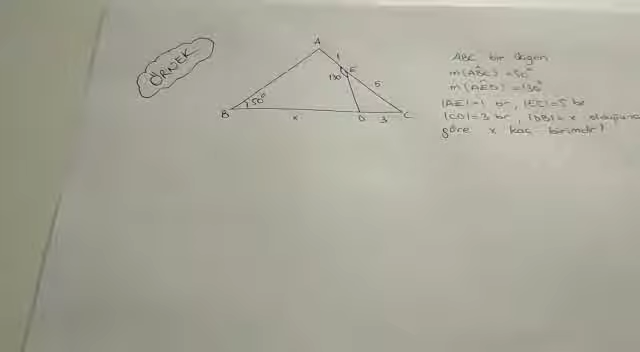 ÖRNEK
A
1
E
130°
5
50°
B
x
D
3
C
ABC bir üçgen
m(ABC) = 50°
m(AED) = 130°
|AE|=1 br, |EC|=5 br
|CD|=3 br, |DB|=x olduğuna
göre x kaç birimdir?